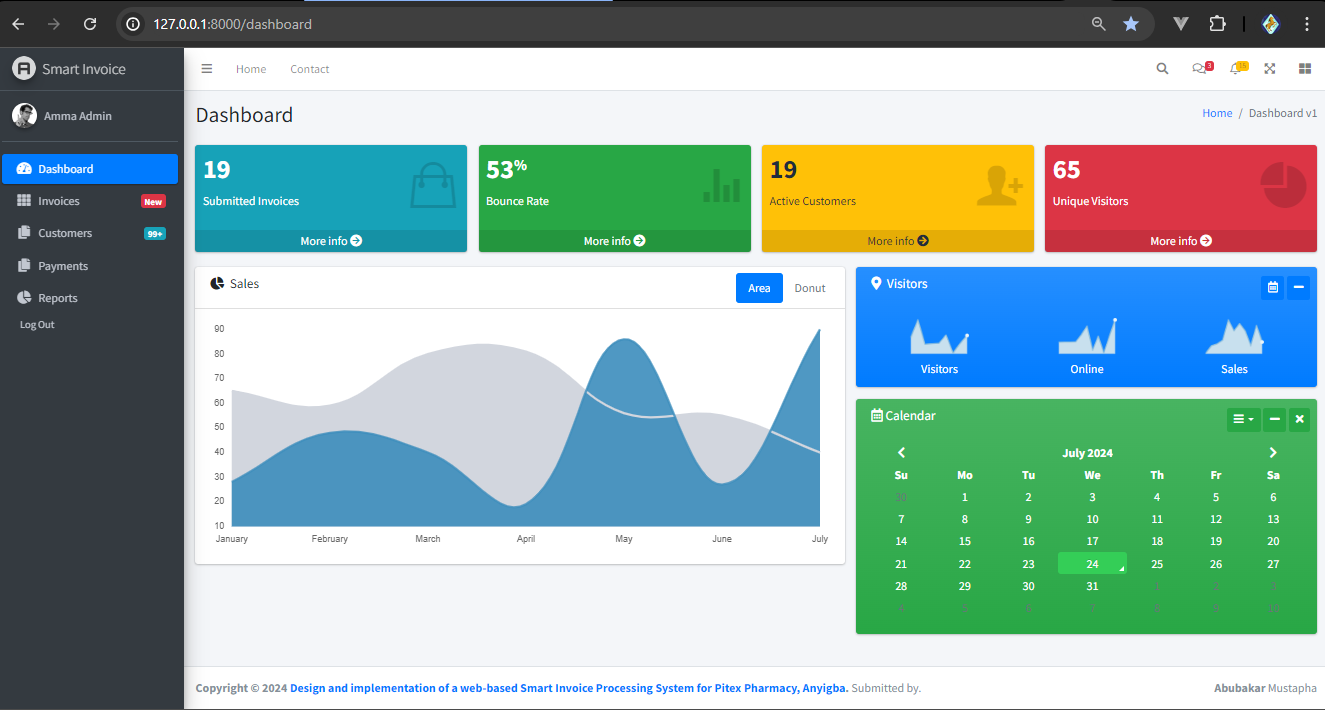 127.0.0.1:8000/dashboard
Smart Invoice
Home Contact
3
15
Amma Admin
Dashboard
Home / Dashboard v1
Dashboard
Invoices New
Customers 99+
Payments
Reports
Log Out
19
Submitted Invoices
More info
53%
Bounce Rate
More info
19
Active Customers
More info
65
Unique Visitors
More info
Sales
Area Donut
90
80
70
60
50
40
30
20
10
January February March April May June July
Visitors
Visitors Online Sales
Calendar
July 2024
Su Mo Tu We Th Fr Sa
30 1 2 3 4 5 6
7 8 9 10 11 12 13
14 15 16 17 18 19 20
21 22 23 24 25 26 27
28 29 30 31 1 2 3
4 5 6 7 8 9 10
Copyright © 2024 Design and implementation of a web-based Smart Invoice Processing System for Pitex Pharmacy, Anyigba. Submitted by.
Abubakar Mustapha